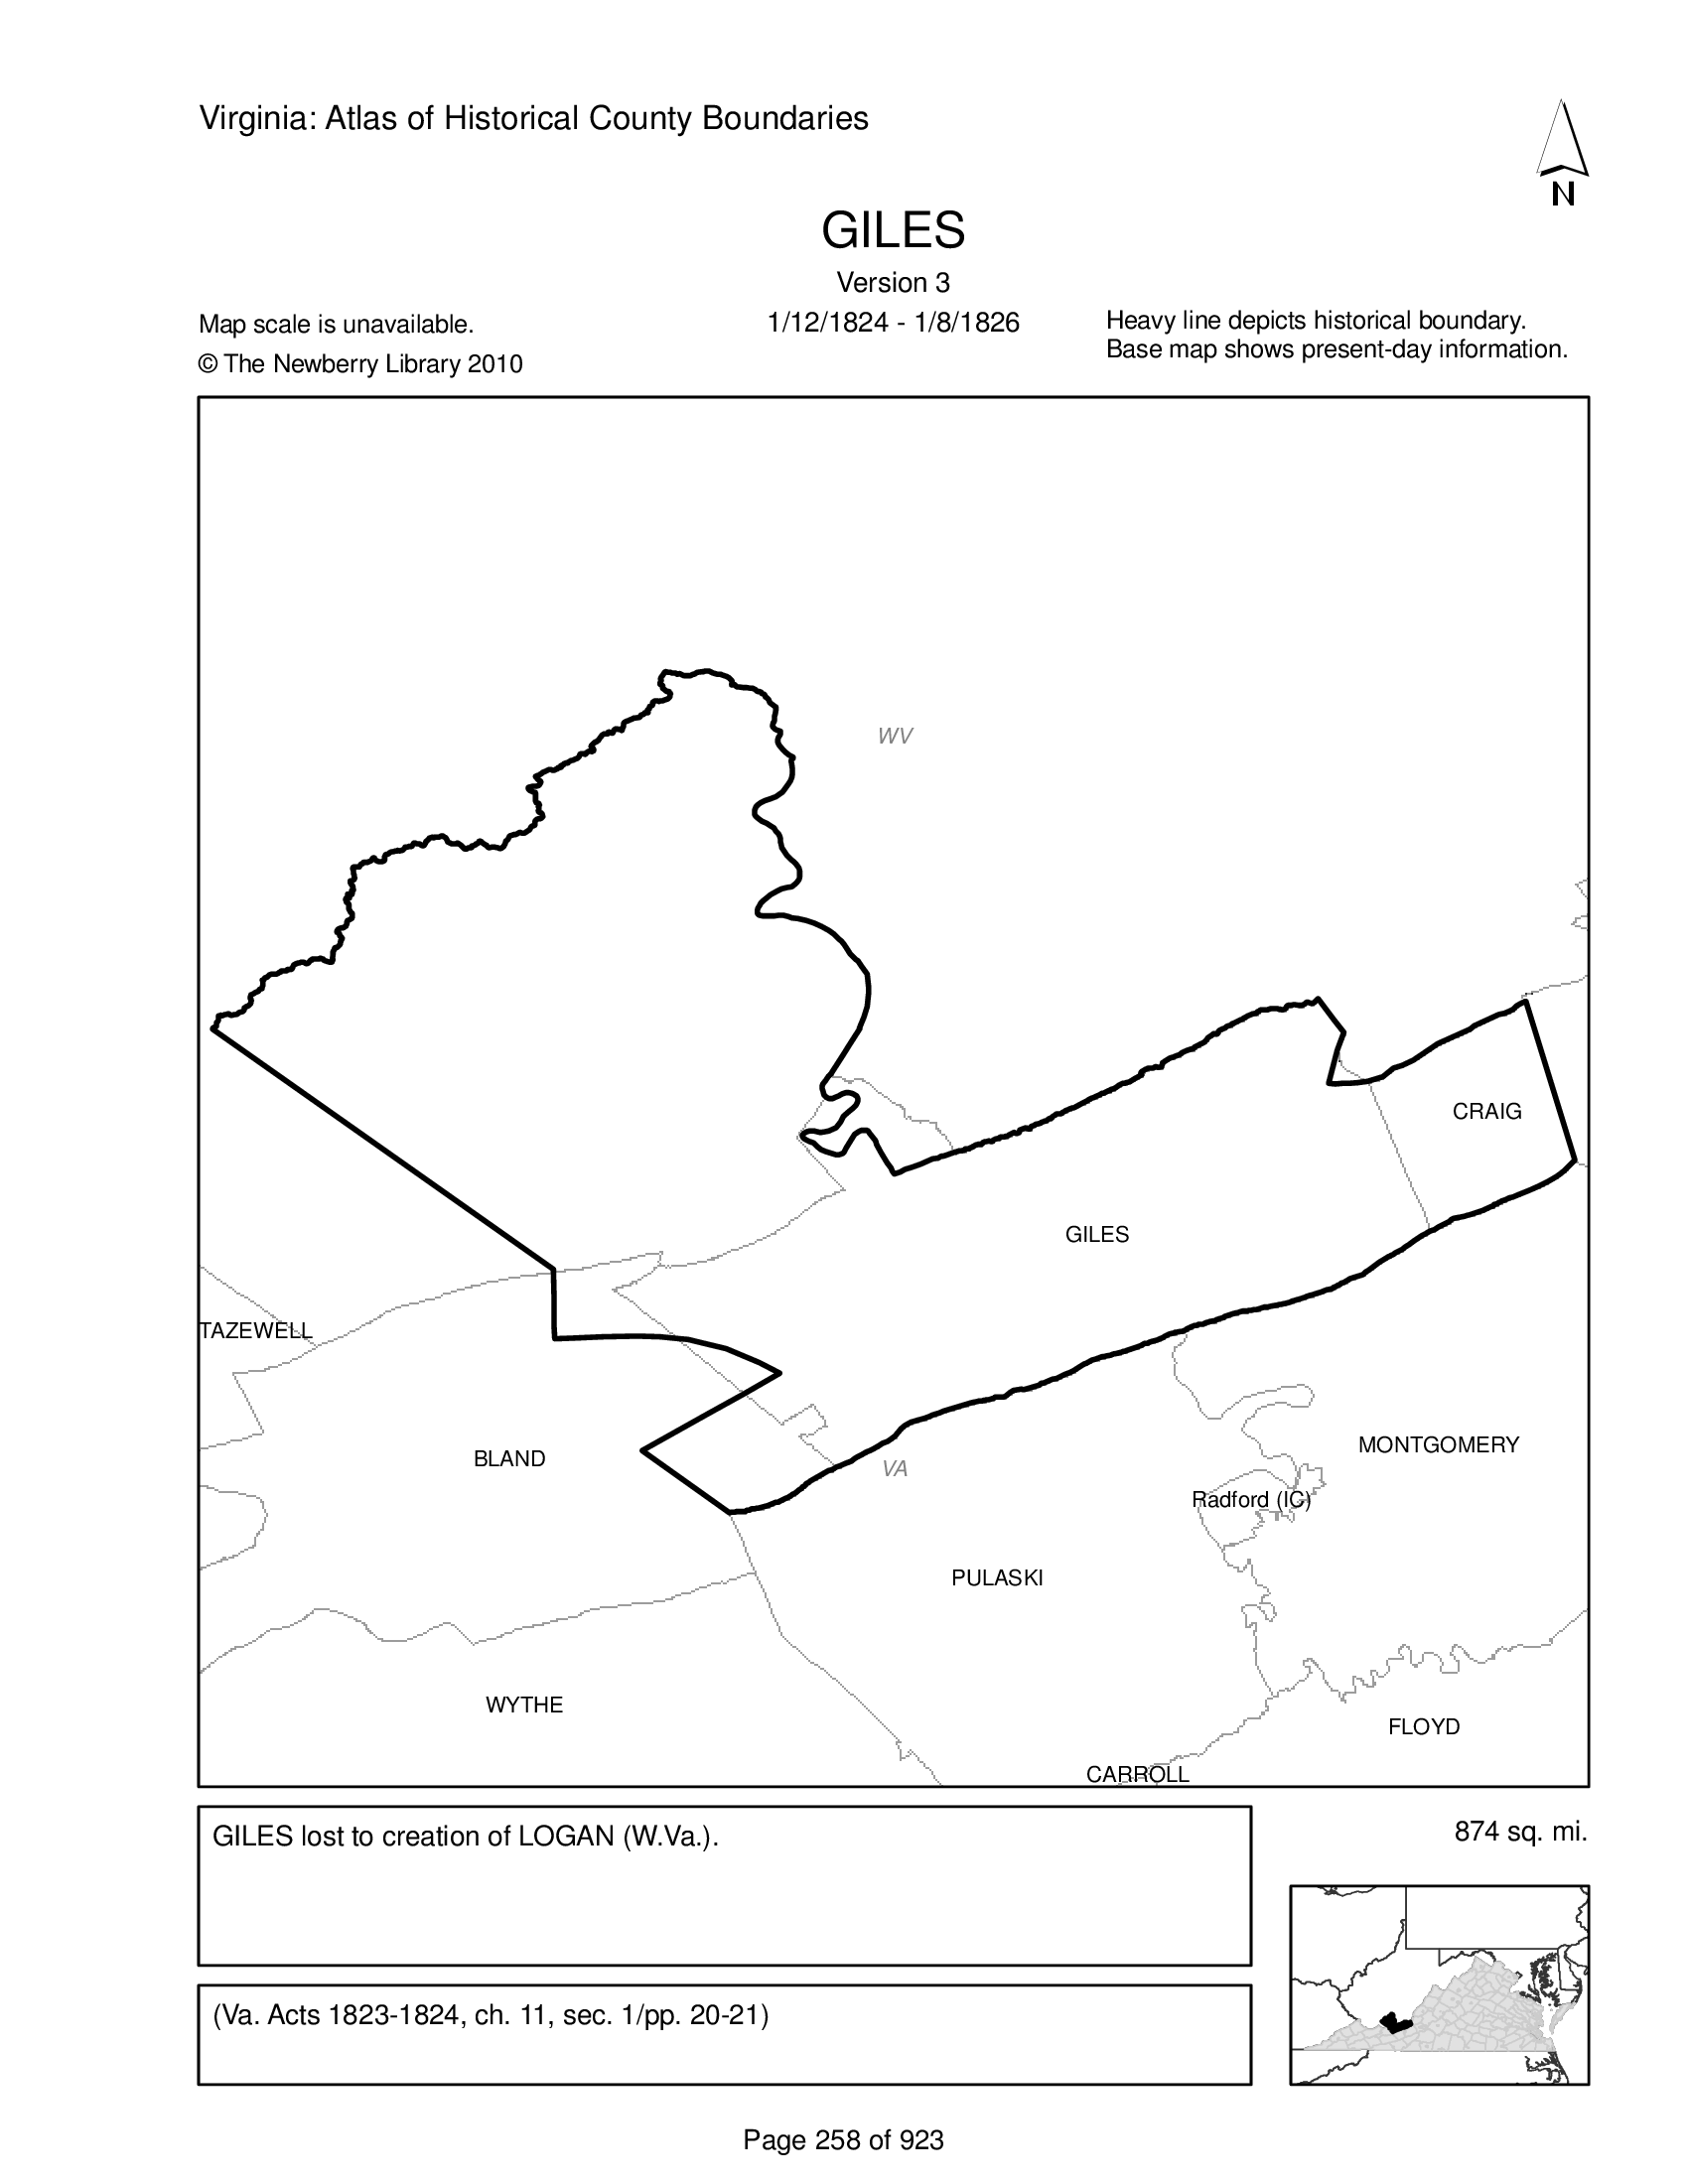 Virginia: Atlas of Historical County Boundaries
N
GILES
Version 3
1/12/1824 - 1/8/1826
Map scale is unavailable.
© The Newberry Library 2010
Heavy line depicts historical boundary.
Base map shows present-day information.
WV
CRAIG
GILES
TAZEWELL
BLAND
VA
MONTGOMERY
Radford (IC)
PULASKI
WYTHE
FLOYD
CARROLL
GILES lost to creation of LOGAN (W.Va.).
874 sq. mi.
(Va. Acts 1823-1824, ch. 11, sec. 1/pp. 20-21)
Page 258 of 923